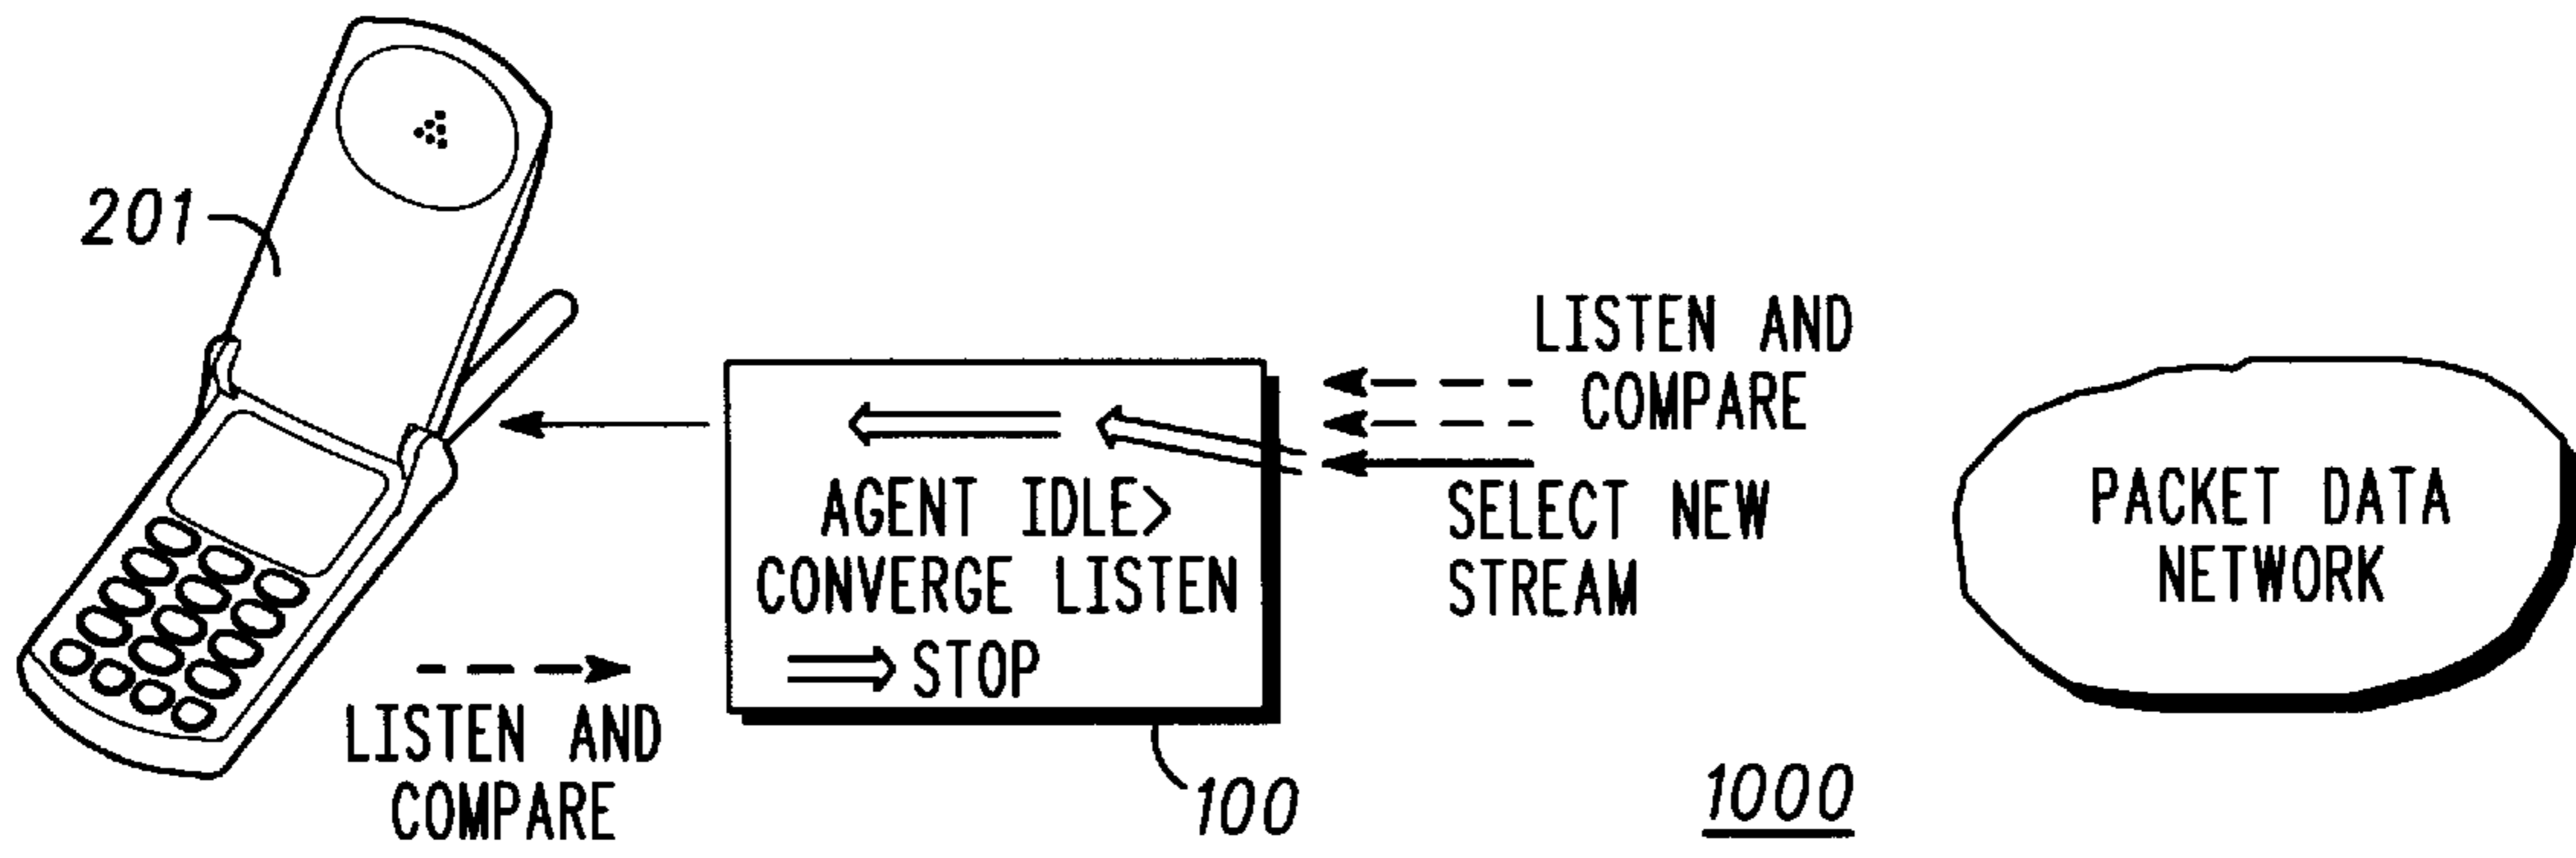 201
LISTEN AND
COMPARE
AGENT IDLE>
CONVERGE LISTEN
STOP
100
LISTEN AND
COMPARE
SELECT NEW
STREAM
PACKET DATA
NETWORK
1000